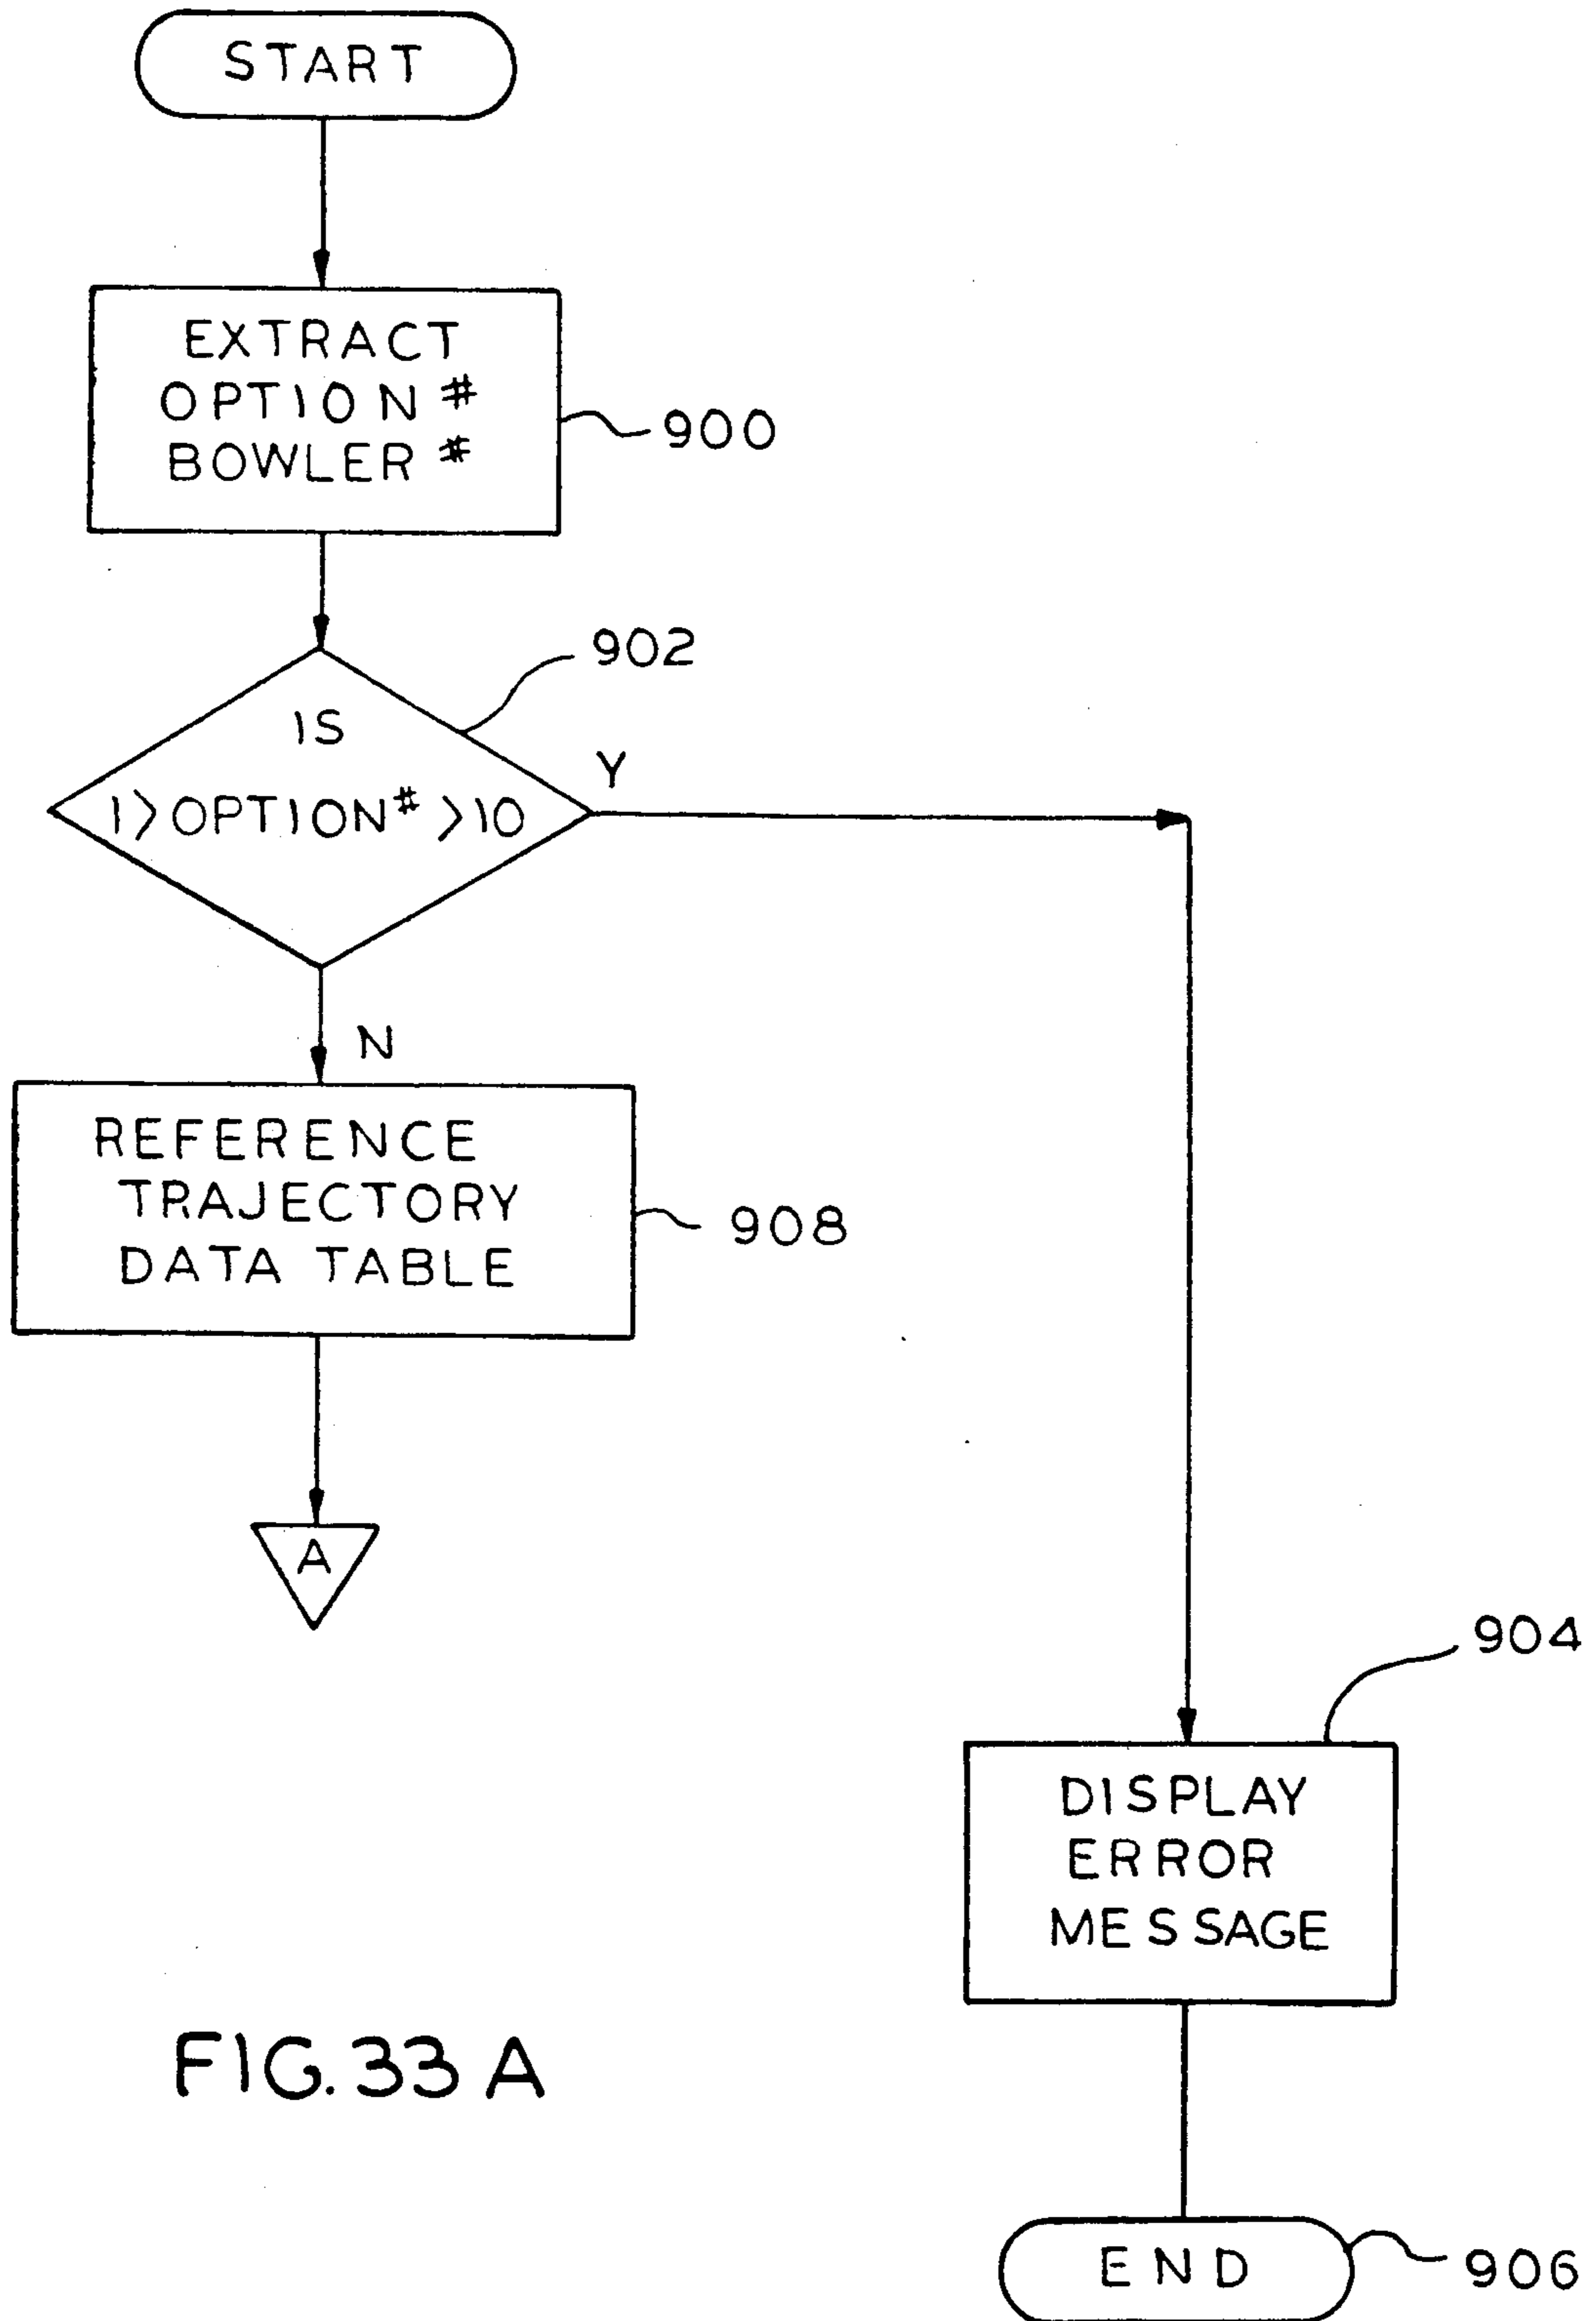 START
EXTRACT
OPTION #
BOWLER #
900
902
IS
1>OPTION# >10
Y
N
REFERENCE
TRAJECTORY
DATA TABLE
908
A
904
DISPLAY
ERROR
MESSAGE
FIG. 33 A
END
906